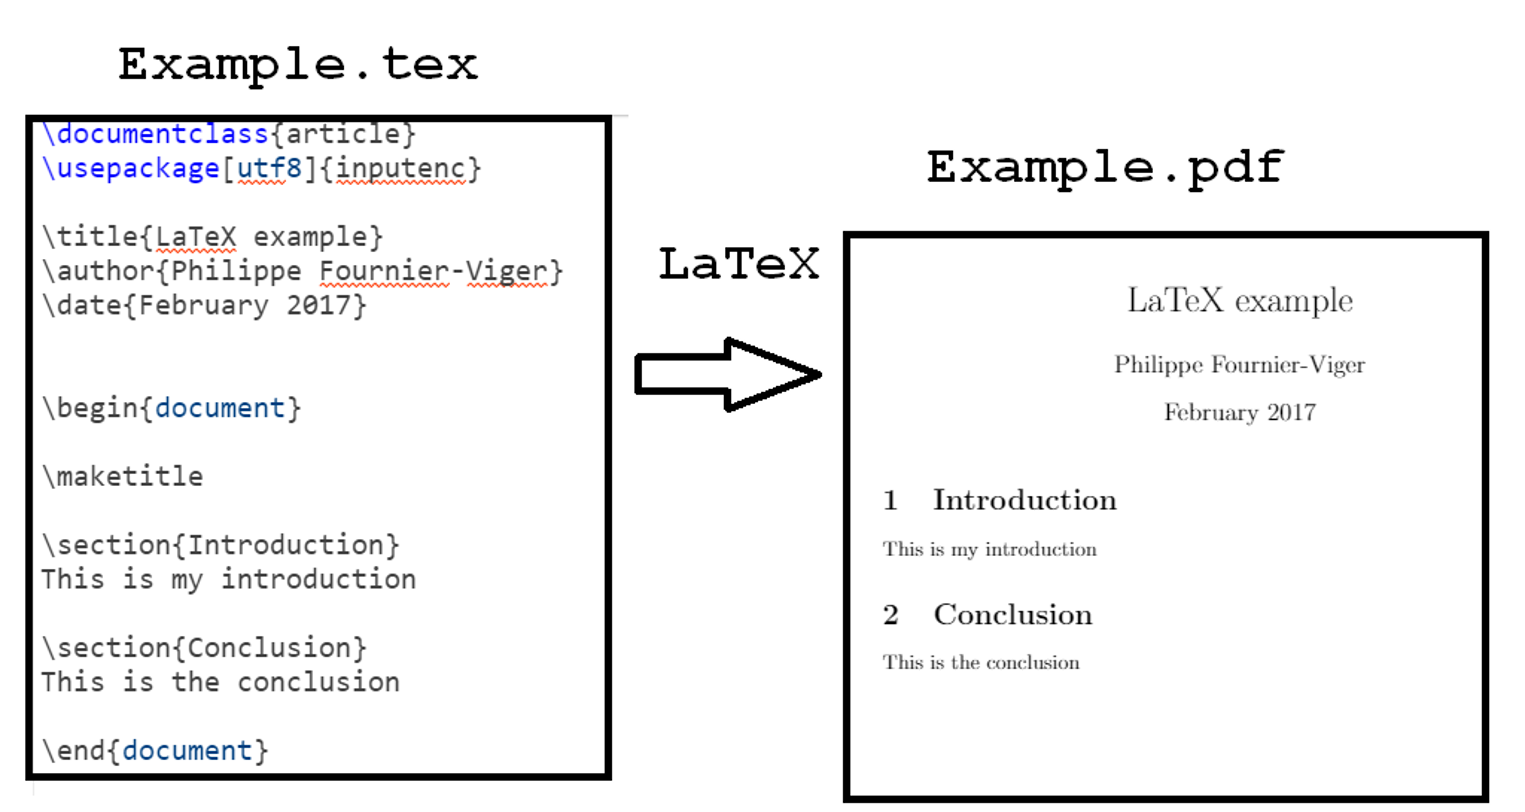 Example.tex
\documentclass{article}
\usepackage[utf8]{inputenc}
\title{LaTeX example}
\author{Philippe Fournier-Viger}
\date{February 2017}
\begin{document}
\maketitle
\section{Introduction}
This is my introduction
\section{Conclusion}
This is the conclusion
\end{document}
LaTeX
Example.pdf
LaTeX example
Philippe Fournier-Viger
February 2017
1 Introduction
This is my introduction
2 Conclusion
This is the conclusion